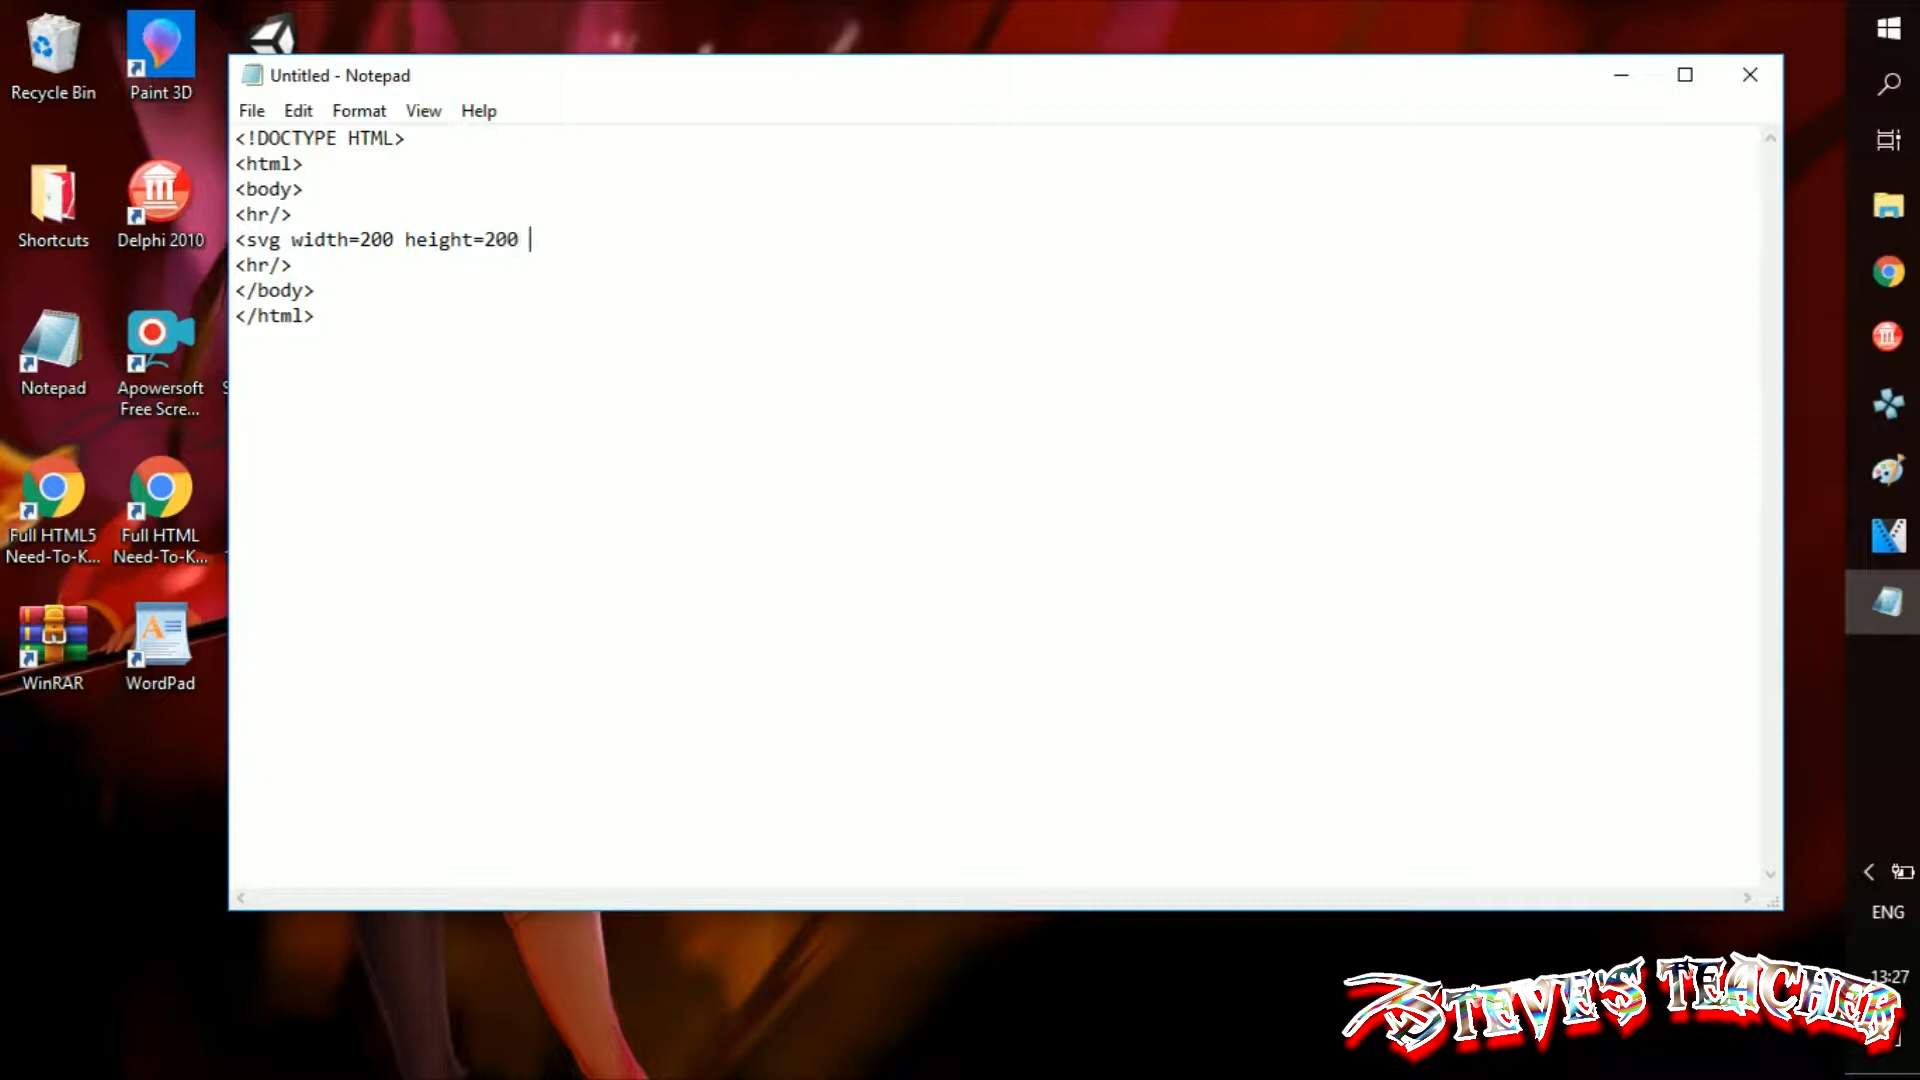 Recycle Bin
Paint 3D
Shortcuts
Delphi 2010
Notepad
Apowersoft
Free Scre...
Full HTML5
Need-To-K...
Full HTML
Need-To-K...
WinRAR
WordPad
Untitled - Notepad
File Edit Format View Help
<!DOCTYPE HTML>
<html>
<body>
<hr/>
<svg width=200 height=200
<hr/>
</body>
</html>
ENG
13:27
STEVE'S TEACHER